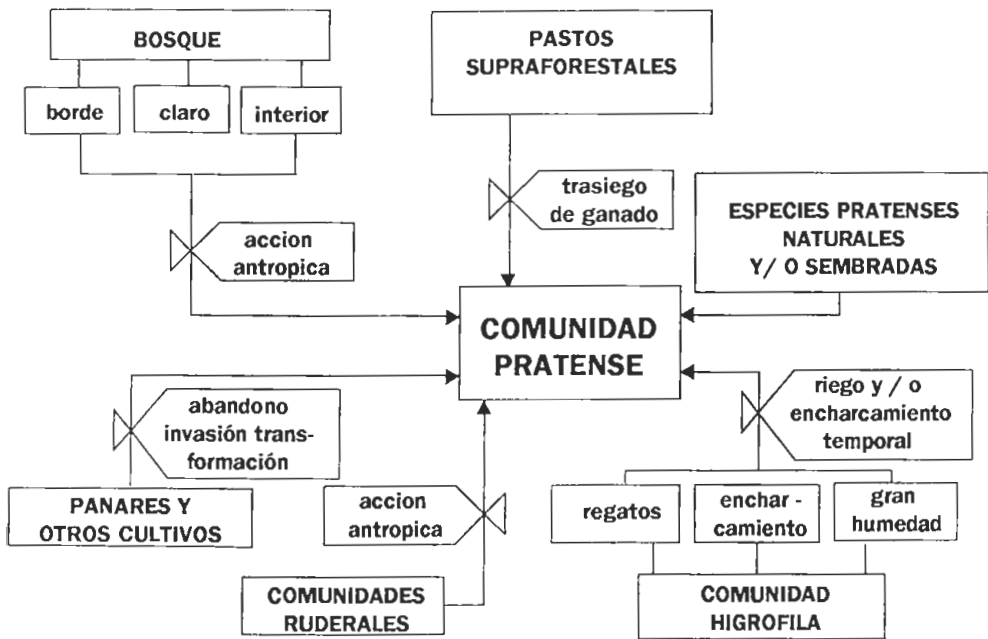 BOSQUE
borde
claro
interior
accion
antropica
PASTOS
SUPRAFORESTALES
trasiego
de ganado
ESPECIES PRATENSES
NATURALES
Y/ O SEMBRADAS
COMUNIDAD
PRATENSE
abandono
invasión trans-
formación
PANARES Y
OTROS CULTIVOS
accion
antropica
COMUNIDADES
RUDERALES
riego y / o
encharcamiento
temporal
regatos
enchar -
camiento
gran
humedad
COMUNIDAD
HIGROFILA